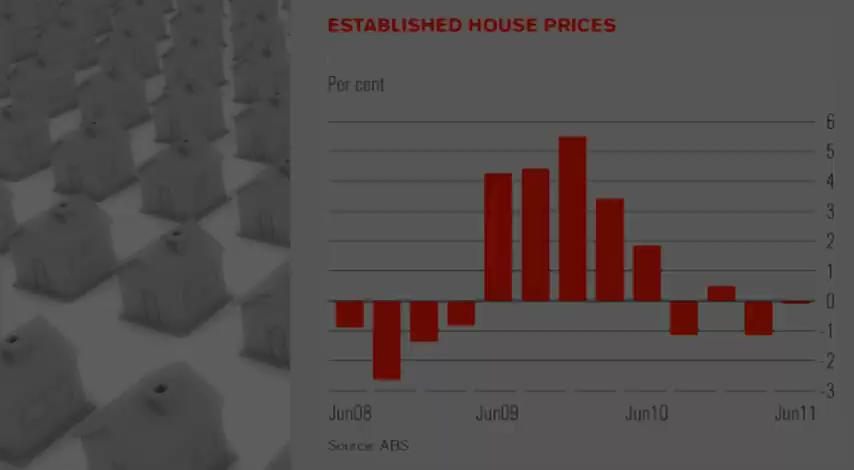 ESTABLISHED HOUSE PRICES
Per cent
6
5
4
3
2
1
0
-1
-2
-3
Jun08 Jun09 Jun10 Jun11
Source: ABS